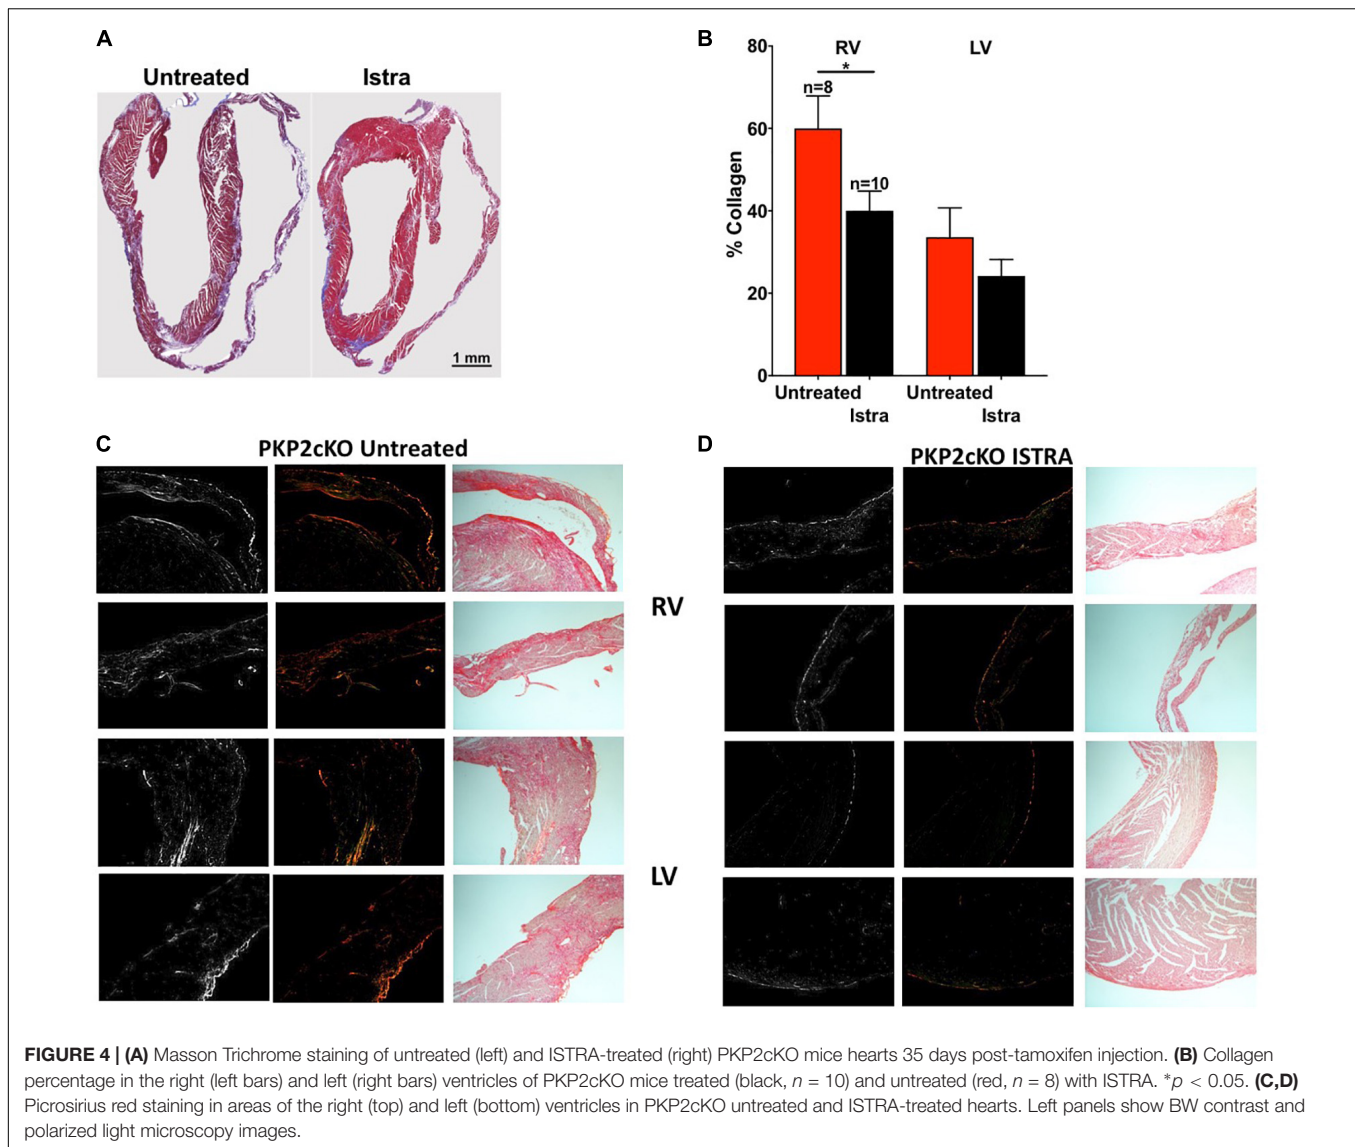 A
Untreated
Istra
1 mm
B
% Collagen
80
60
40
20
0
RV
LV
*
n=8
n=10
Untreated
Istra
Untreated
Istra
C
PKP2cKO Untreated
D
PKP2cKO ISTRA
RV
LV
FIGURE 4 | (A) Masson Trichrome staining of untreated (left) and ISTRA-treated (right) PKP2cKO mice hearts 35 days post-tamoxifen injection. (B) Collagen
percentage in the right (left bars) and left (right bars) ventricles of PKP2cKO mice treated (black, n = 10) and untreated (red, n = 8) with ISTRA. *p < 0.05. (C,D)
Picrosirius red staining in areas of the right (top) and left (bottom) ventricles in PKP2cKO untreated and ISTRA-treated hearts. Left panels show BW contrast and
polarized light microscopy images.